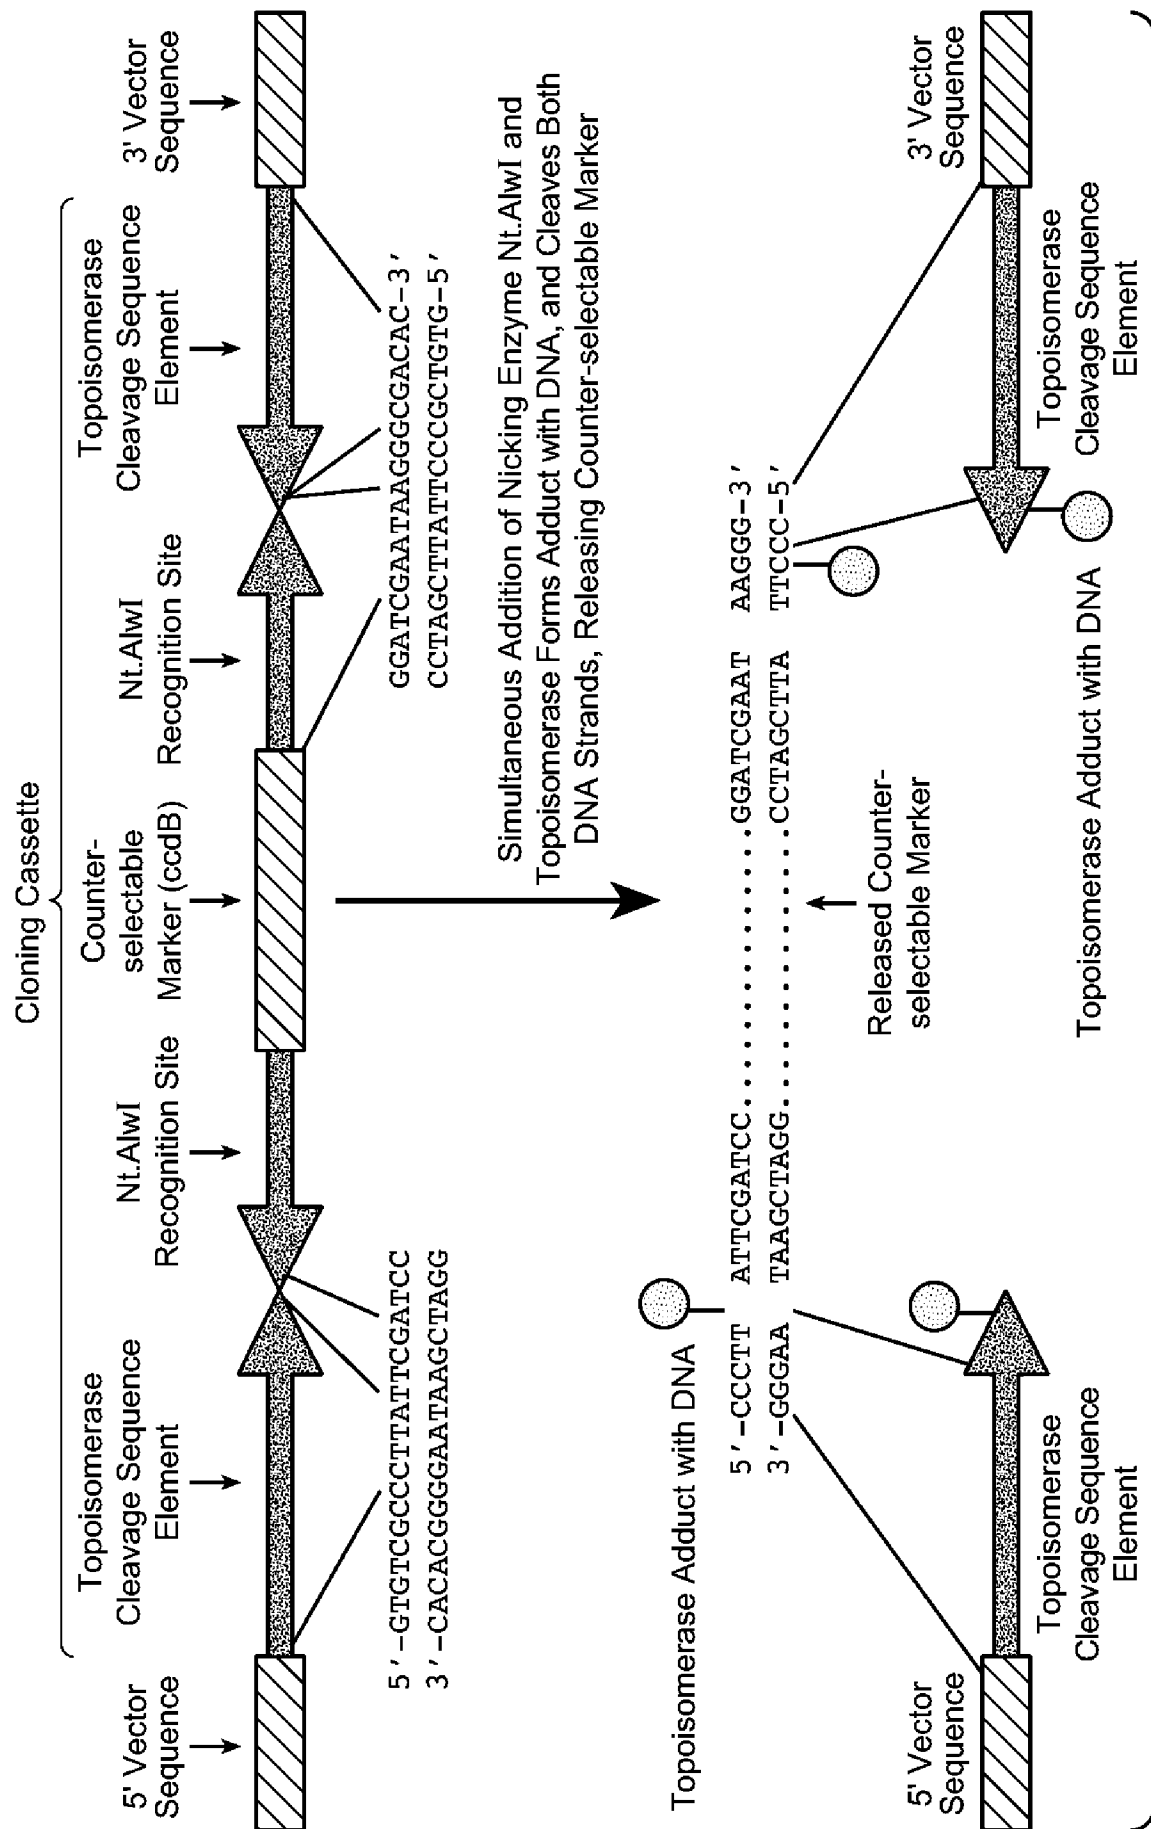 Cloning Cassette
5' Vector
Sequence
Topoisomerase
Cleavage Sequence
Element
Nt.AlwI
Recognition Site
Counter-
selectable
Marker (ccdB)
Nt.AlwI
Recognition Site
Topoisomerase
Cleavage Sequence
Element
3' Vector
Sequence
5′-GTGTCGCCCTTATTCGATCC
3′-CACACGGGGAATAAGCTAGG
GGATCGAATAAGGGCGACAC-3′
CCTAGCTTATTCCCGCTGTG-5′
Simultaneous Addition of Nicking Enzyme Nt.AlwI and
Topoisomerase Forms Adduct with DNA, and Cleaves Both
DNA Strands, Releasing Counter-selectable Marker
Topoisomerase Adduct with DNA
5′-CCCTT ATTCGATCC..............GGATCGAAT AAGGG-3′
3′-GGGAA TAAGCTAGG..............CCTAGCTTA TTCCC-5′
Released Counter-
selectable Marker
5' Vector
Sequence
Topoisomerase
Cleavage Sequence
Element
Topoisomerase Adduct with DNA
Topoisomerase
Cleavage Sequence
Element
3' Vector
Sequence